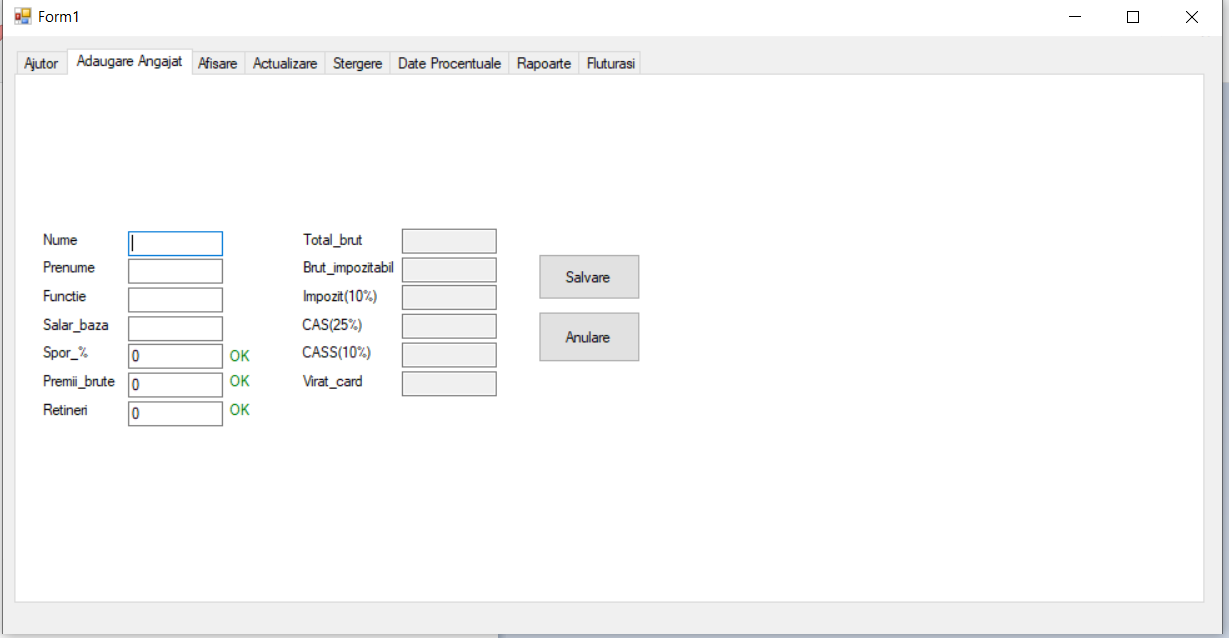 Form1
Ajutor Adaugare Angajat Afisare Actualizare Stergere Date Procentuale Rapoarte Fluturasi
Nume
Prenume
Functie
Salar_baza
Spor_% 0 OK
Premii_brute 0 OK
Retineri 0 OK
Total_brut
Brut_impozitabil
Impozit(10%)
CAS(25%)
CASS(10%)
Virat_card
Salvare
Anulare